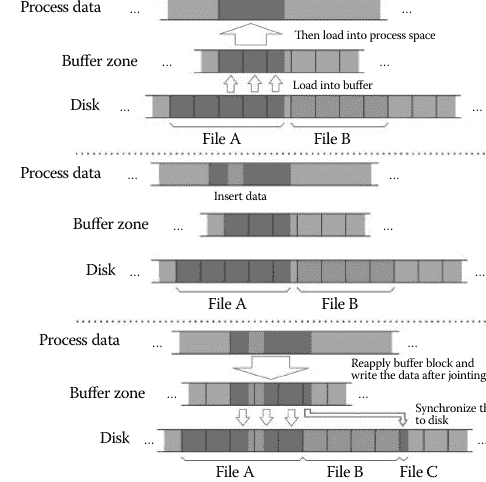 Process data ... ...
Then load into process space
Buffer zone ... ...
Load into buffer
Disk ... ...
File A File B
Process data ... ...
Insert data
Buffer zone ... ...
Disk ... ...
File A File B
Process data ... ...
Reapply buffer block and
write the data after jointing
Buffer zone ... ...
Synchronize
to disk
Disk ... ...
File A File B File C